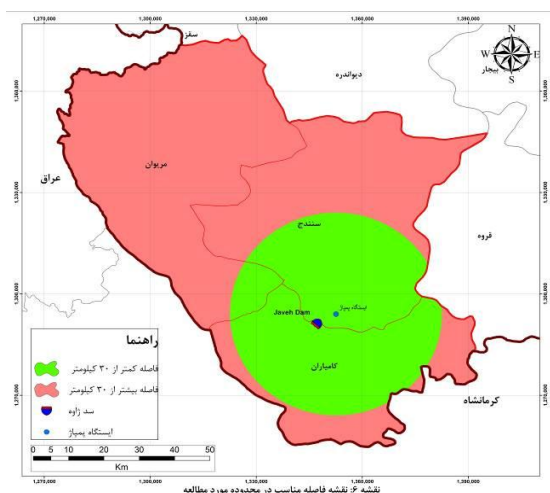 1,270,000 1,300,000 1,330,000 1,360,000 1,390,000
سقز
N
W E
S
بیجار
دیواندره
مریوان
عراق
سنندج
قروه
Javeh Dam
ایستگاه پمپاژ
کامیاران
کرمانشاه
راهنما
فاصله کمتر از ۳۰ کیلومتر
فاصله بیشتر از ۳۰ کیلومتر
سد ژاوه
ایستگاه پمپاژ
0 5 10 20 30 40 50
Km
نقشه ۶: نقشه فاصله مناسب در محدوده مورد مطالعه